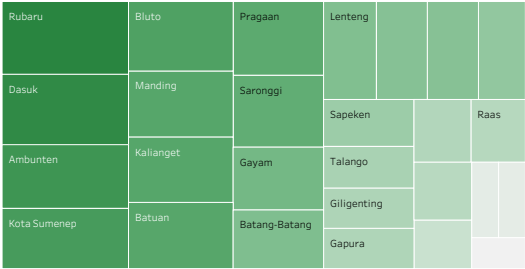 Rubaru
Dasuk
Ambunten
Kota Sumenep
Bluto
Manding
Kalianget
Batuan
Pragaan
Saronggi
Gayam
Batang-Batang
Lenteng
Sapeken
Talango
Giligenting
Gapura
Raas